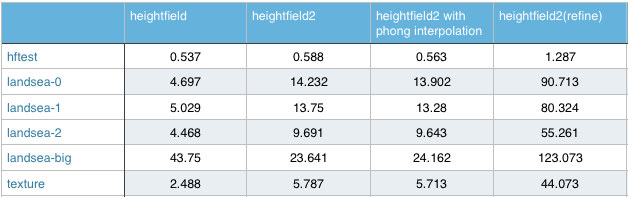 heightfield heightfield2 heightfield2 with phong interpolation heightfield2(refine)
hftest 0.537 0.588 0.563 1.287
landsea-0 4.697 14.232 13.902 90.713
landsea-1 5.029 13.75 13.28 80.324
landsea-2 4.468 9.691 9.643 55.261
landsea-big 43.75 23.641 24.162 123.073
texture 2.488 5.787 5.713 44.073